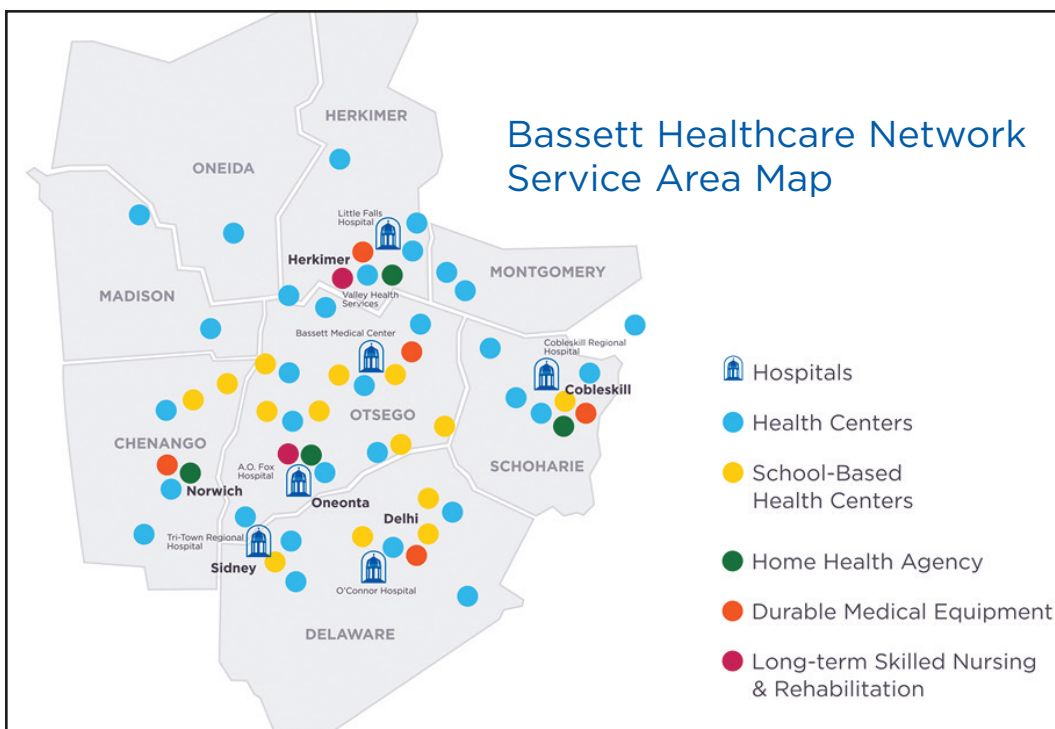 Bassett Healthcare Network
Service Area Map
HERKIMER
ONEIDA
Little Falls
Hospital
Herkimer
Valley Health
Services
MONTGOMERY
MADISON
Bassett Medical Center
Cobleskill Regional
Hospital
Cobleskill
OTSEGO
CHENANGO
SCHOHARIE
A.O. Fox
Hospital
Norwich
Oneonta
Delhi
Tri-Town Regional
Hospital
Sidney
O'Connor Hospital
DELAWARE
Hospitals
Health Centers
School-Based
Health Centers
Home Health Agency
Durable Medical Equipment
Long-term Skilled Nursing
& Rehabilitation